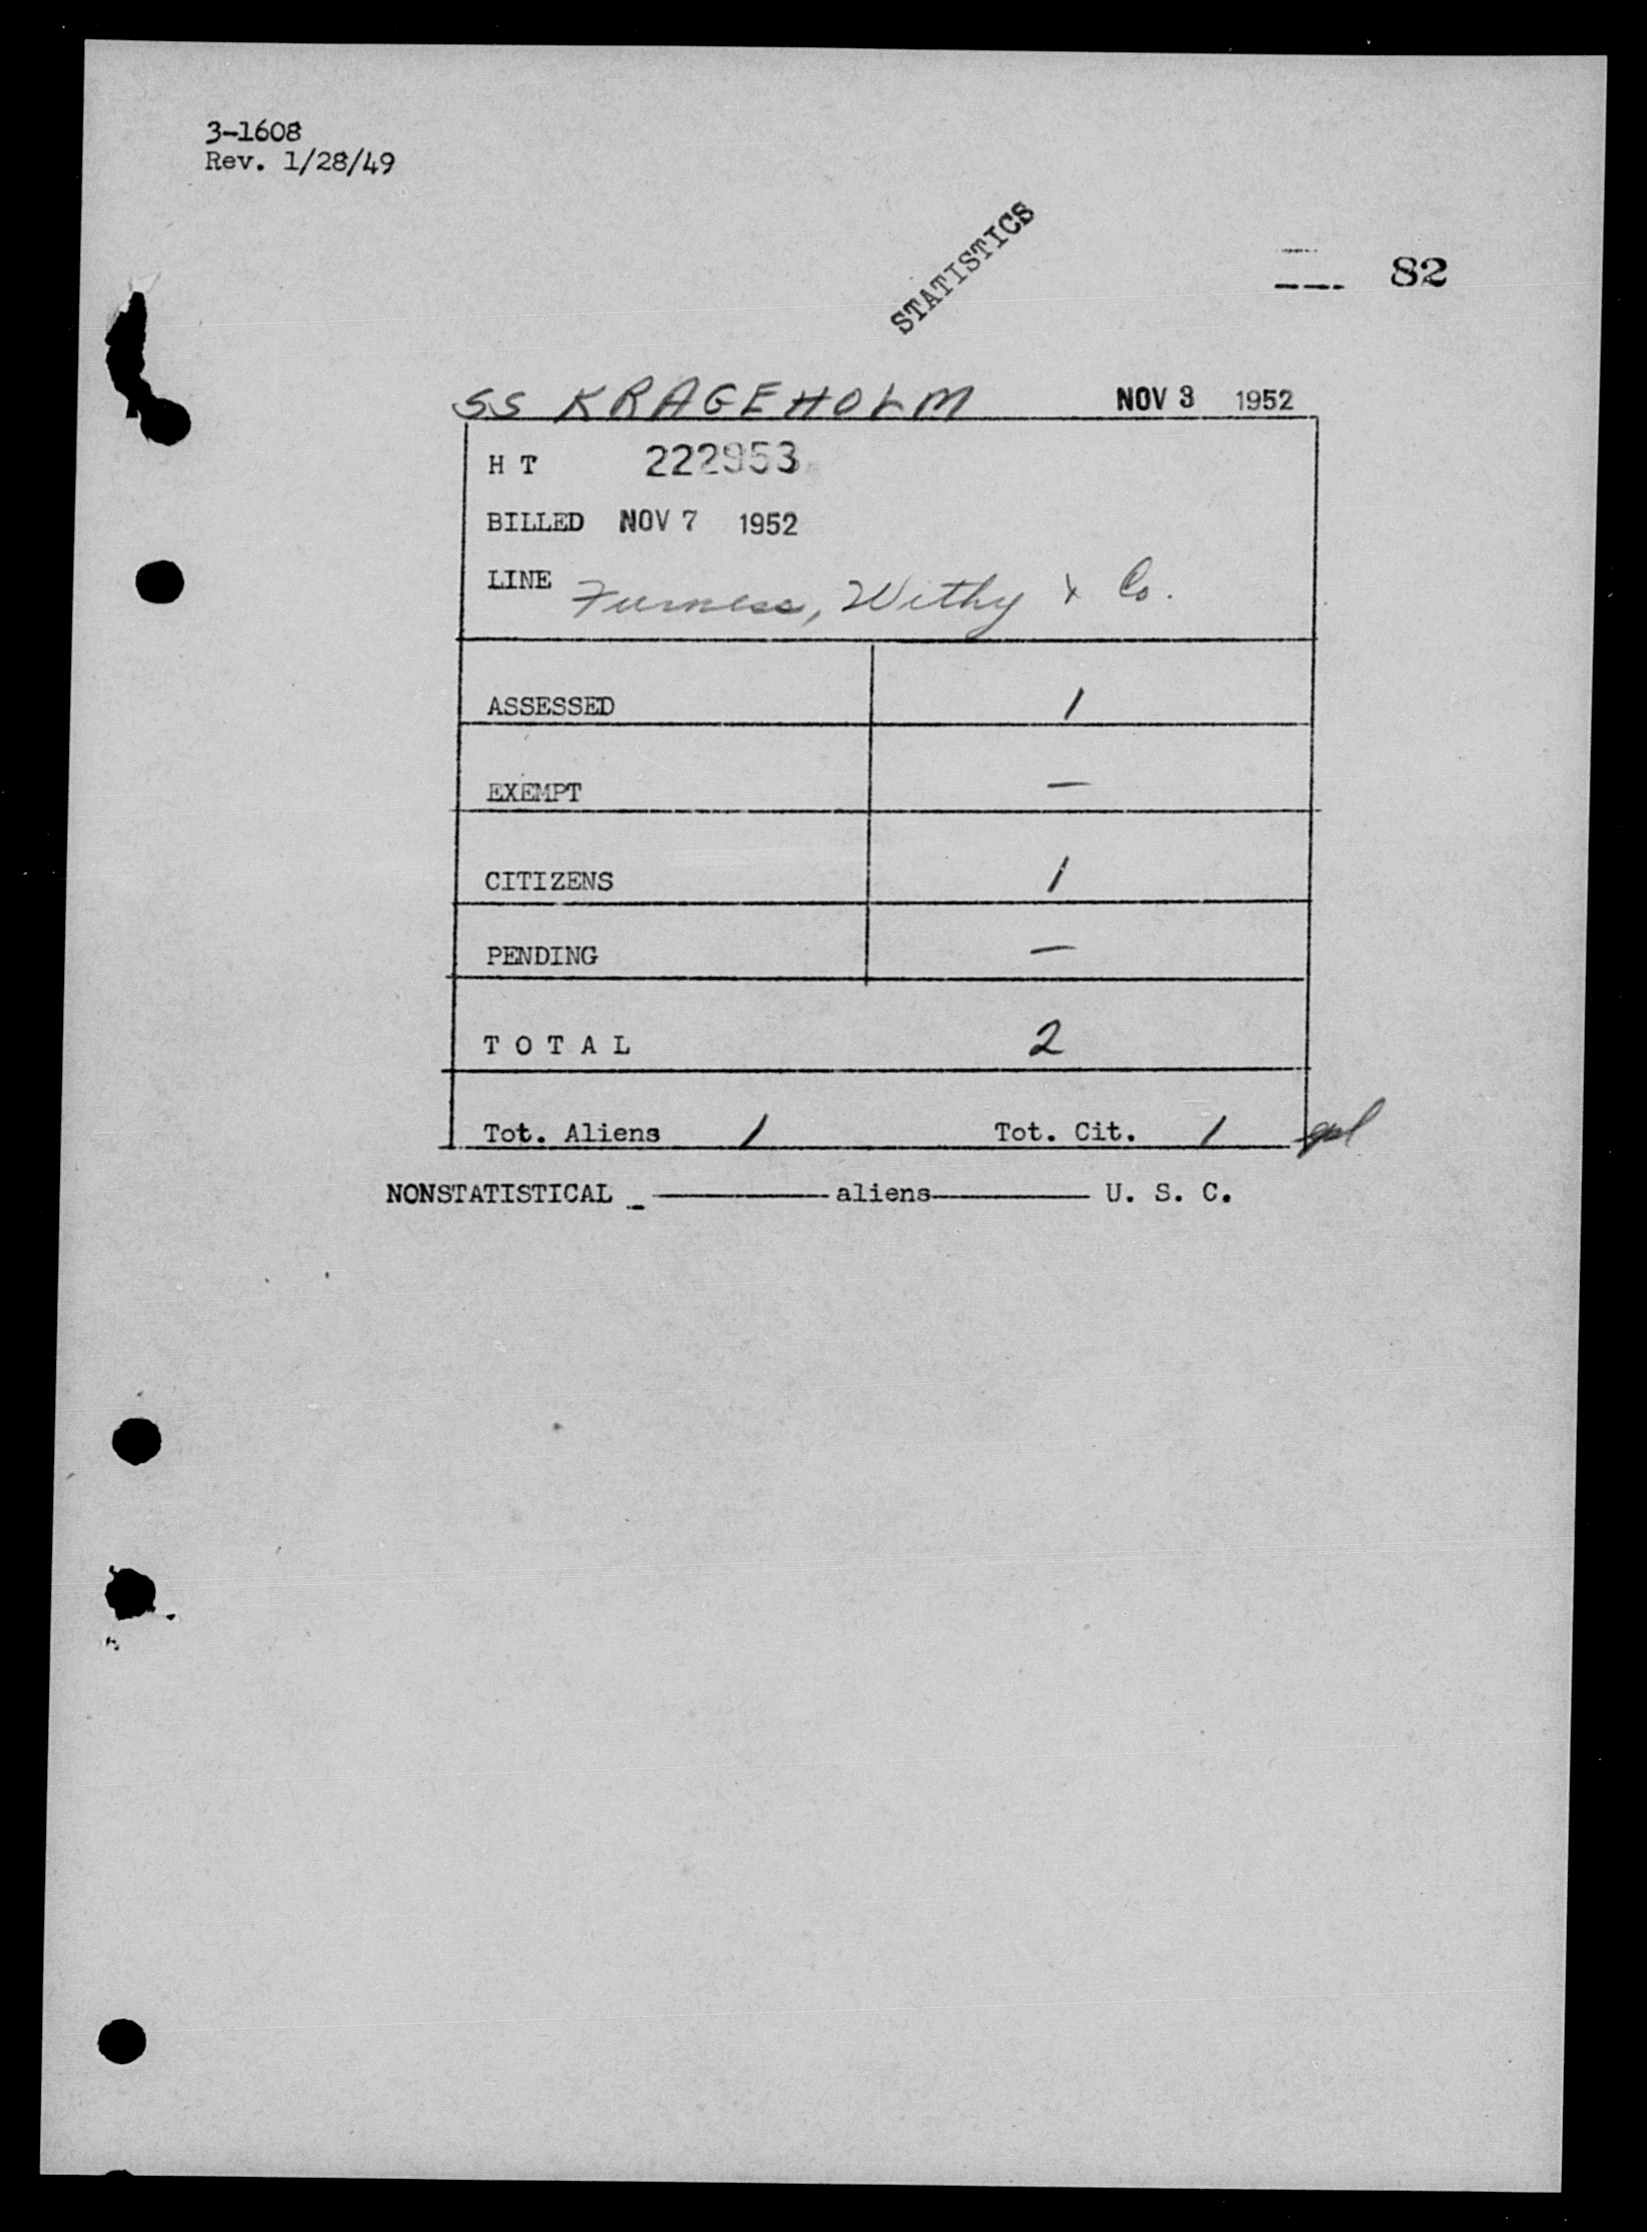 3-1608
Rev. 1/28/49
STATISTICS
82
SS KRAGEHOLM NOV 3 1952
H T 222953
BILLED NOV 7 1952
LINE Furness, Withy & Co.
ASSESSED 1
EXEMPT —
CITIZENS 1
PENDING —
T O T A L 2
Tot. Aliens 1 Tot. Cit. 1
NONSTATISTICAL aliens U. S. C.